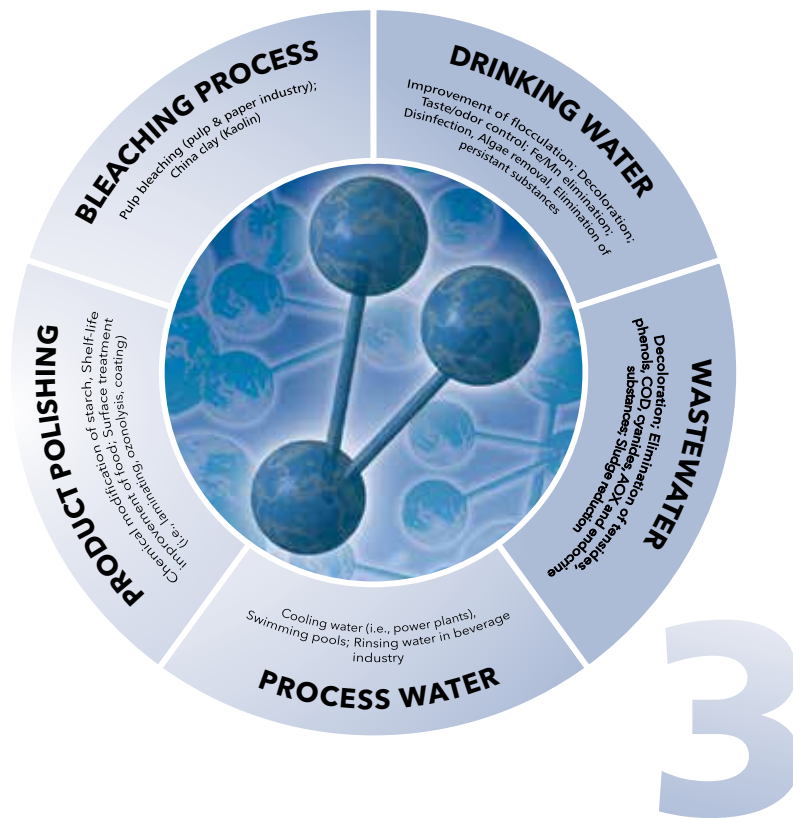 BLEACHING PROCESS
Pulp bleaching (pulp & paper industry);
China clay (Kaolin)
DRINKING WATER
Improvement of flocculation; Decoloration;
Taste/odor control; Fe/Mn elimination;
Disinfection, Algae removal, Elimination of
persistant substances
WASTEWATER
Decoloration; Elimination of tensides,
phenols, COD, cyanides, AOX and endocrine
substances; Sludge reduction
Cooling water (i.e., power plants),
Swimming pools; Rinsing water in beverage
industry
PROCESS WATER
PRODUCT POLISHING
Chemical modification of starch, Shelf-life
improvement of food; Surface treatment
(i.e., laminating, ozonolysis, coating)
3